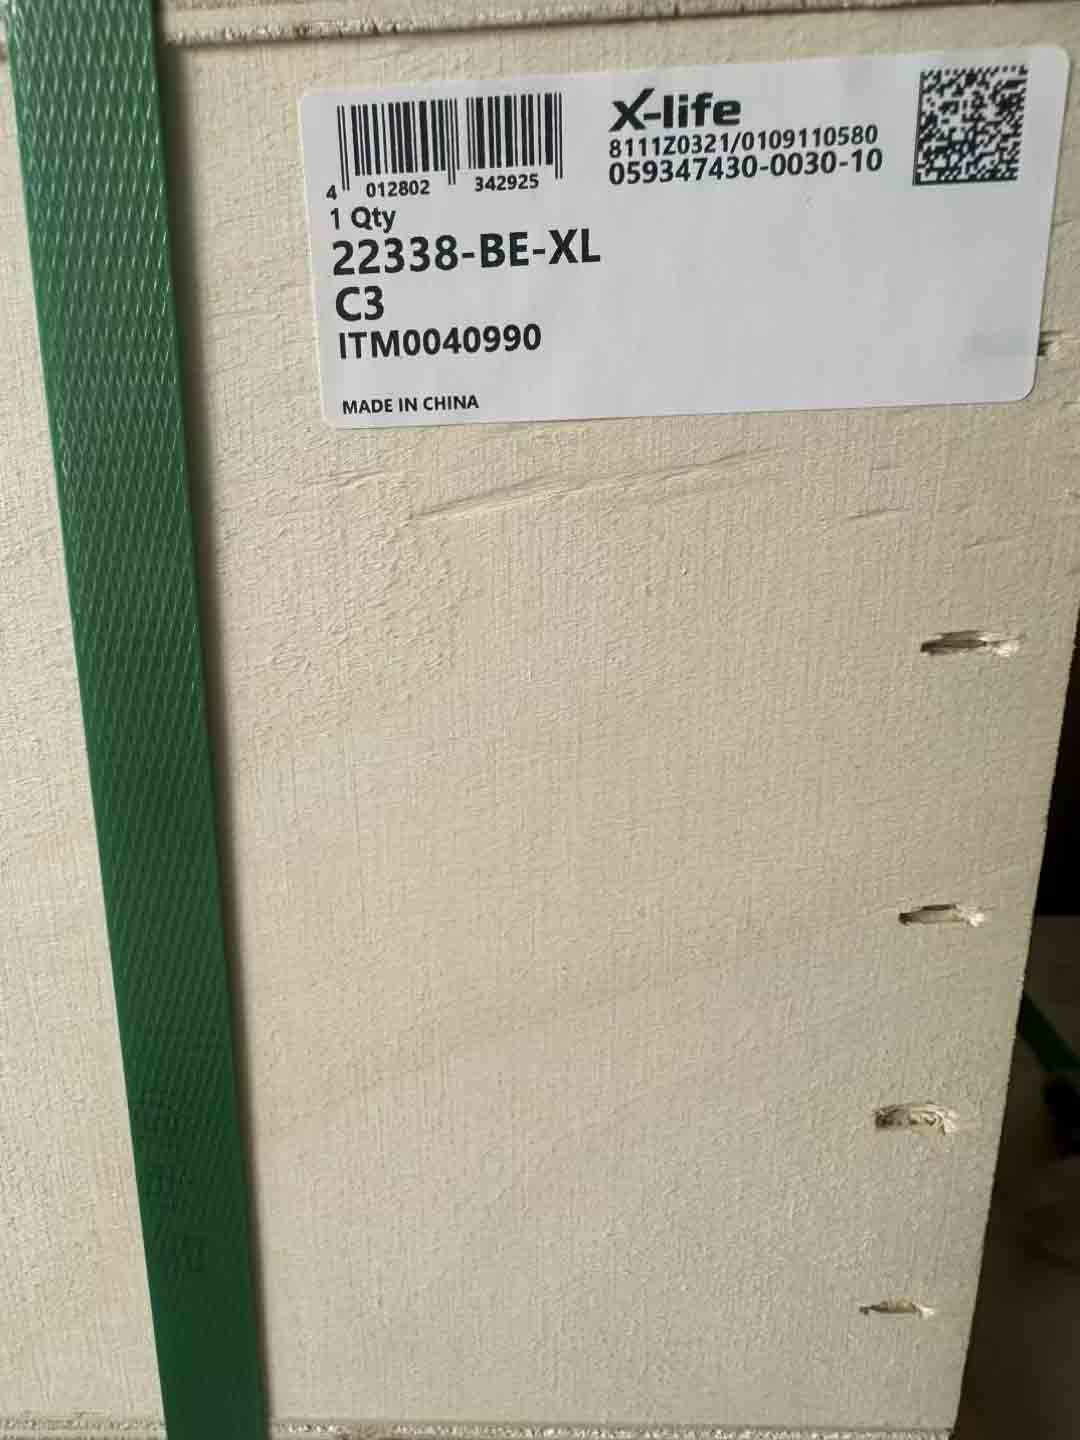 X-life
8111Z0321/0109110580
059347430-0030-10
4 012802 342925
1 Qty
22338-BE-XL
C3
ITM0040990
MADE IN CHINA